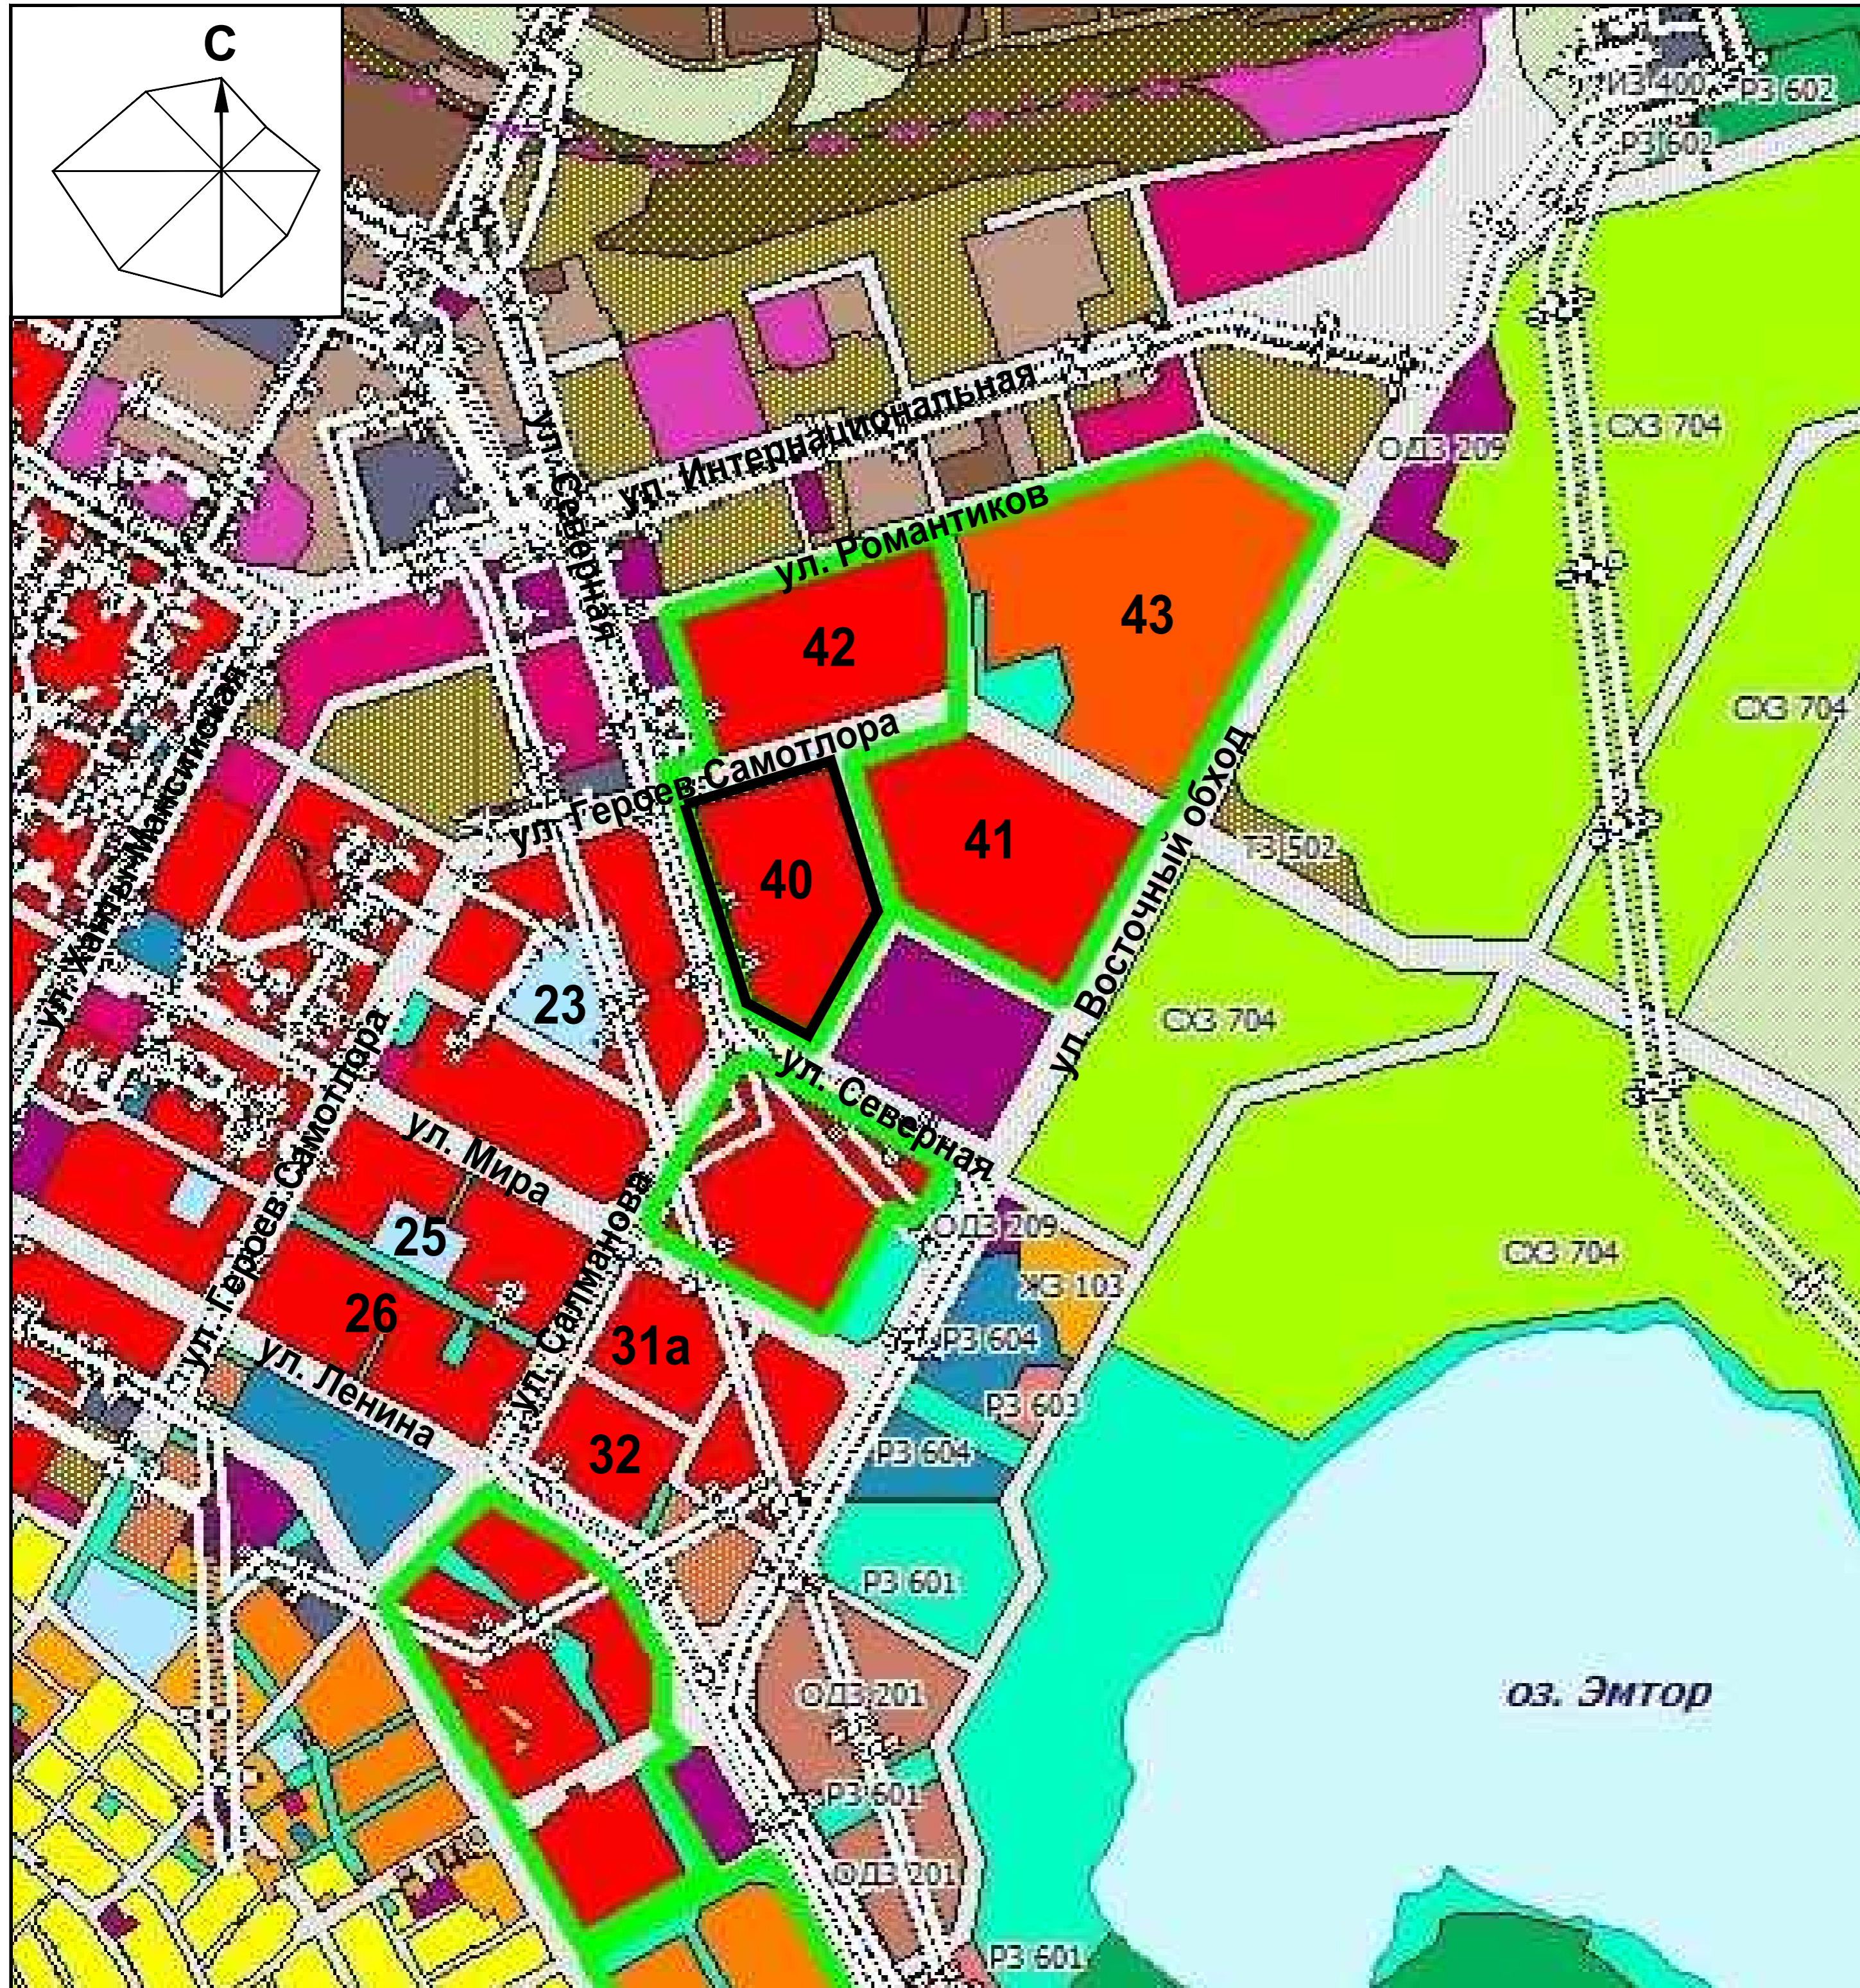 С
ИЗ 400
РЗ 602
РЗ 602
ул. Северная
ул. Интернациональная
ОДЗ 209
СХЗ 704
ул. Романтиков
43
42
СХЗ 704
ул. Героев Самотлора
ул. Ханты-Мансийская
41
40
ТЗ 502
ул. Восточный обход
23
СХЗ 704
ул. Северная
ул. Героев Самотлора
ул. Мира
ул. Салманова
ОДЗ 209
25
СХЗ 704
ЖЗ 103
26
31а
РЗ 604
ул. Ленина
РЗ 603
32
РЗ 604
РЗ 601
ОДЗ 201
оз. Эмтор
РЗ 601
ОДЗ 201
РЗ 601